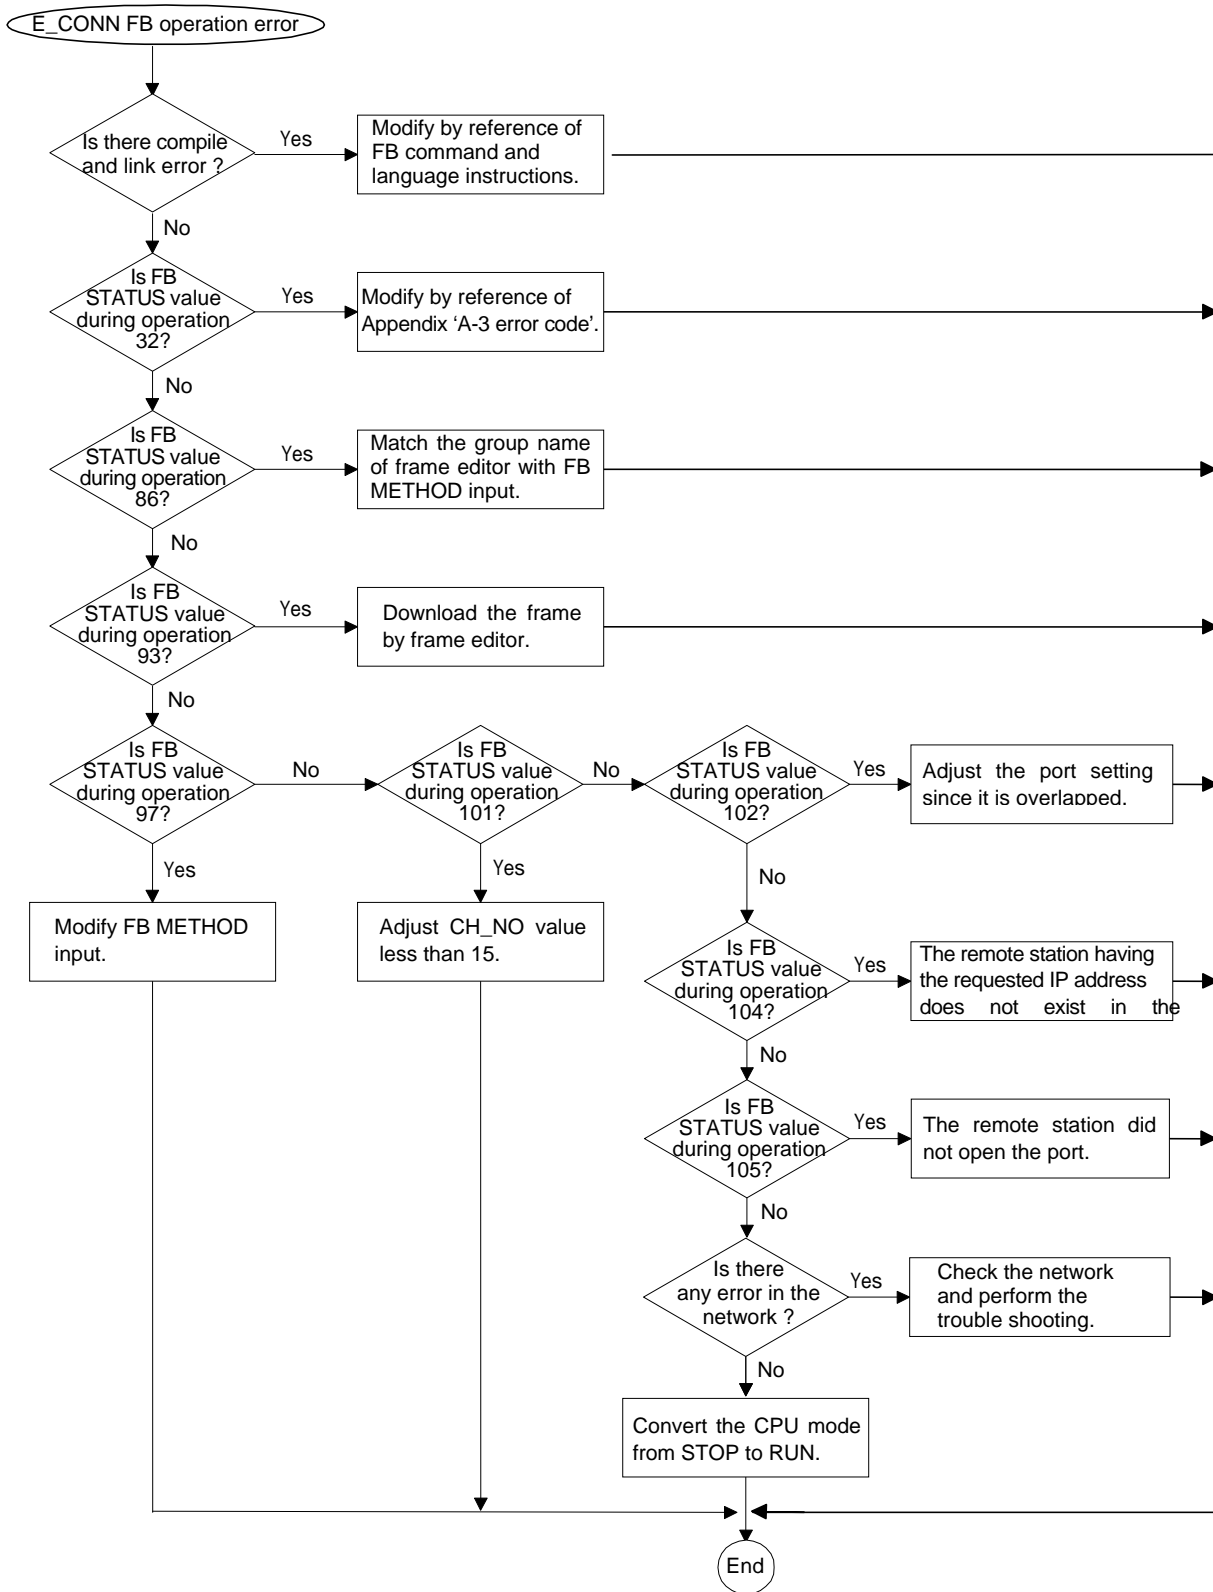 E_CONN FB operation error
Is there compile
and link error ?
Yes
Modify by reference of
FB command and
language instructions.
No
Is FB
STATUS value
during operation
32?
Yes
Modify by reference of
Appendix ‘A-3 error code’.
No
Is FB
STATUS value
during operation
86?
Yes
Match the group name
of frame editor with FB
METHOD input.
No
Is FB
STATUS value
during operation
93?
Yes
Download the frame
by frame editor.
No
Is FB
STATUS value
during operation
97?
No
Is FB
STATUS value
during operation
101?
No
Is FB
STATUS value
during operation
102?
Yes
Adjust the port setting
since it is overlapped.
Yes
Modify FB METHOD
input.
Yes
Adjust CH_NO value
less than 15.
No
Is FB
STATUS value
during operation
104?
Yes
The remote station having
the requested IP address
does not exist in the
No
Is FB
STATUS value
during operation
105?
Yes
The remote station did
not open the port.
No
Is there
any error in the
network ?
Yes
Check the network
and perform the
trouble shooting.
No
Convert the CPU mode
from STOP to RUN.
End